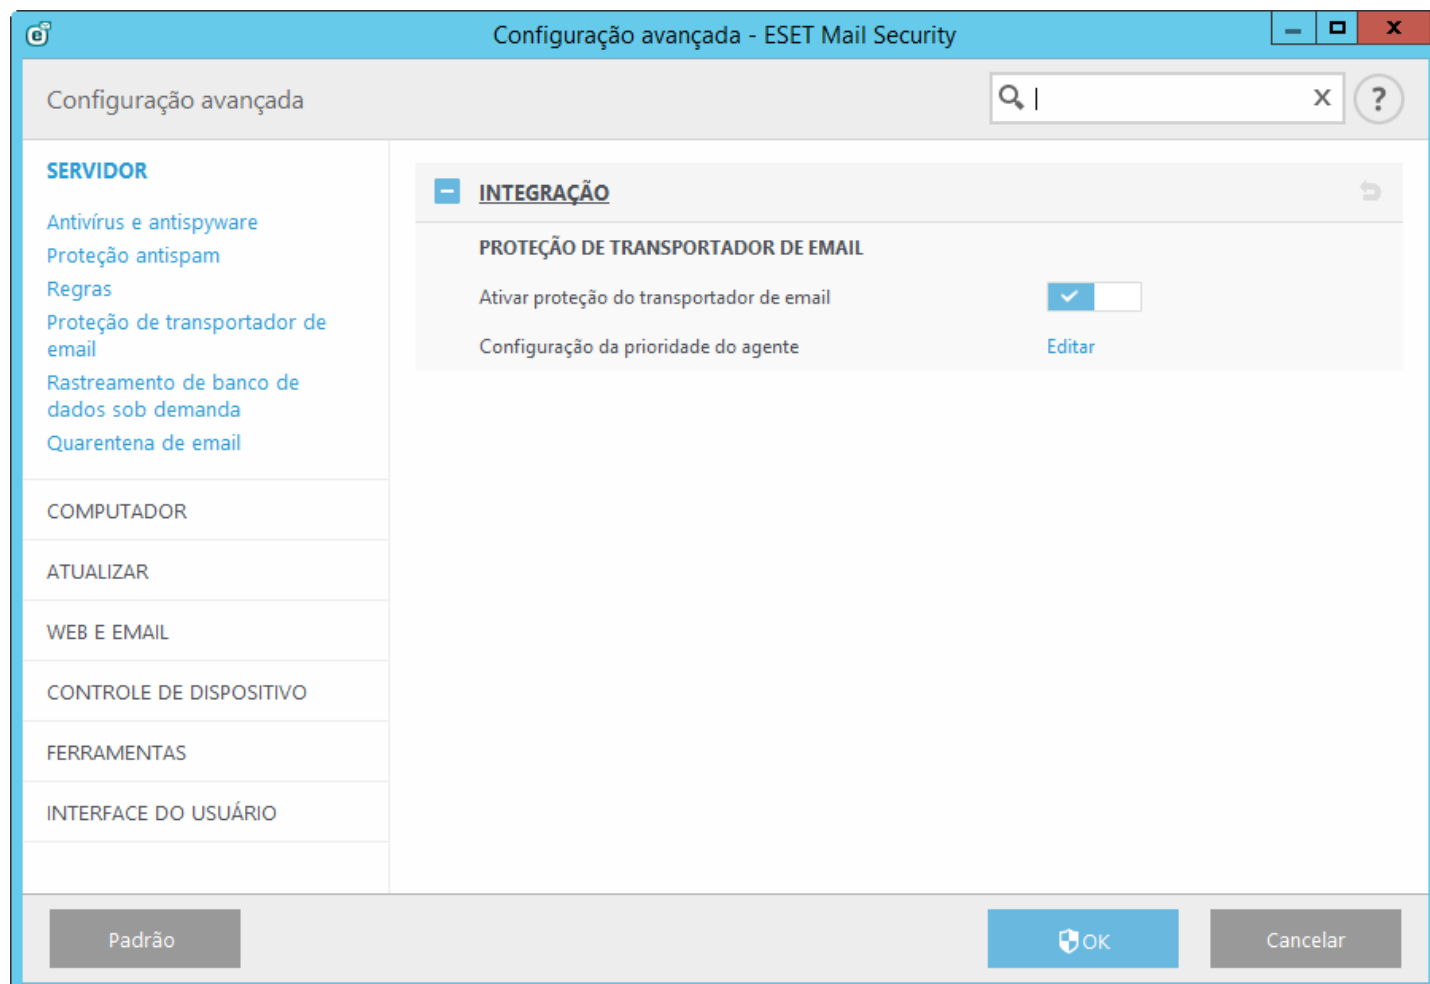 Configuração avançada - ESET Mail Security
Configuração avançada
SERVIDOR
Antivírus e antispyware
Proteção antispam
Regras
Proteção de transportador de
email
Rastreamento de banco de
dados sob demanda
Quarentena de email
COMPUTADOR
ATUALIZAR
WEB E EMAIL
CONTROLE DE DISPOSITIVO
FERRAMENTAS
INTERFACE DO USUÁRIO
INTEGRAÇÃO
PROTEÇÃO DE TRANSPORTADOR DE EMAIL
Ativar proteção do transportador de email
Configuração da prioridade do agente Editar
Padrão
OK
Cancelar